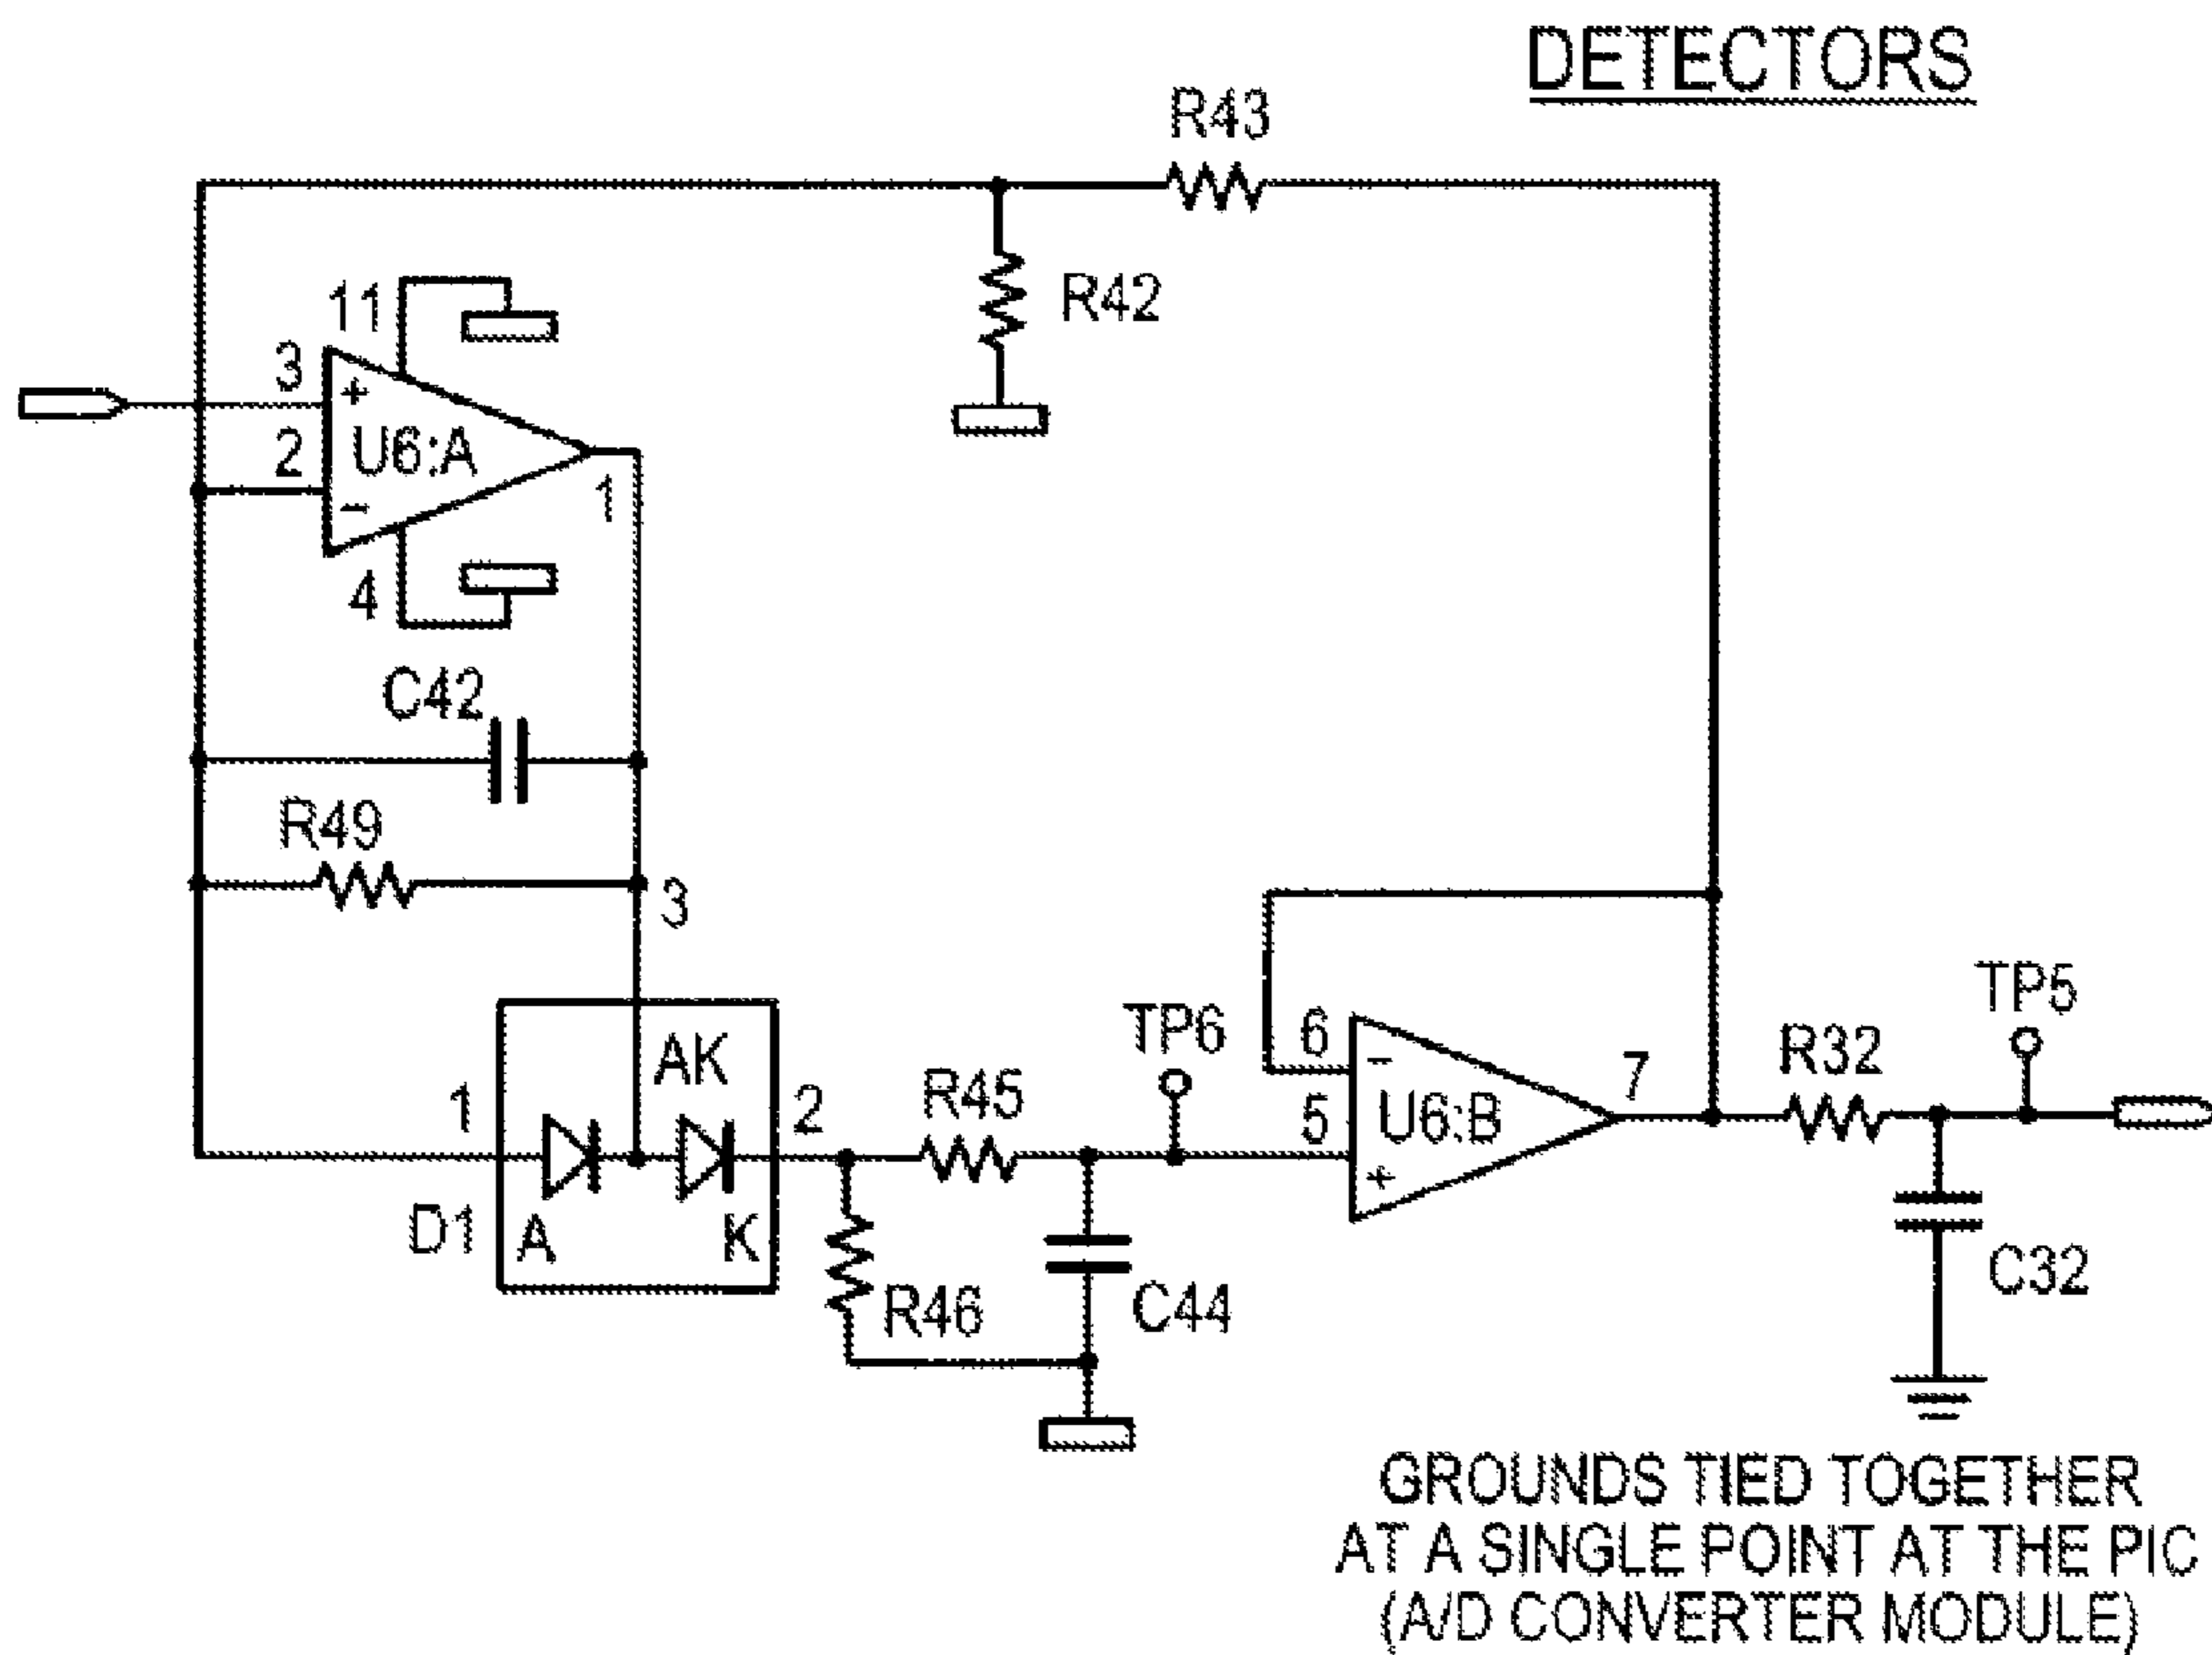 DETECTORS
R43
R42
11
3
+
2
U6:A
−
1
4
C42
R49
3
AK
1
2
D1
A
K
R45
R46
TP6
C44
6
−
5
U6:B
+
7
R32
TP5
C32
GROUNDS TIED TOGETHER
AT A SINGLE POINT AT THE PIC
(A/D CONVERTER MODULE)